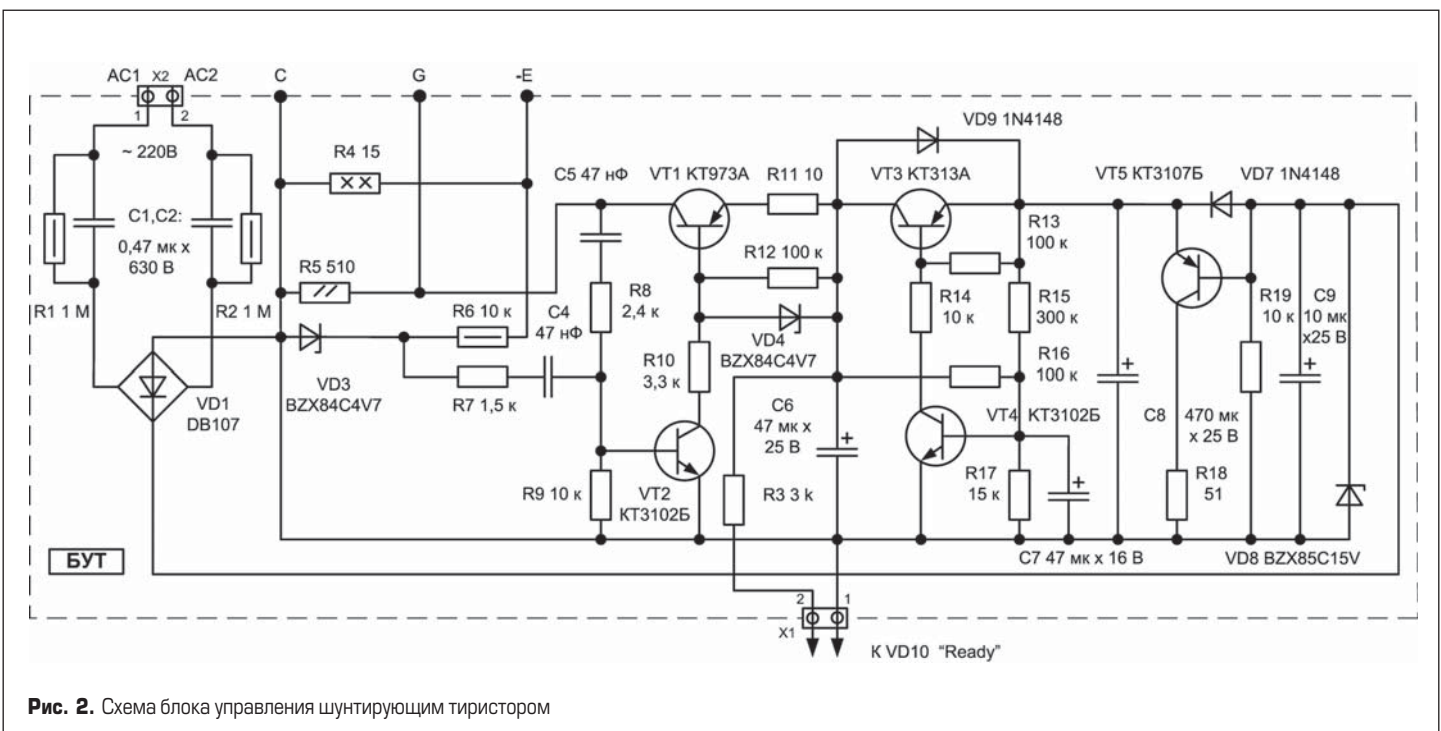 AC1 X2 AC2
C
G
-E
1
2
~ 220В
VD9 1N4148
R4 15
C5 47 нФ
VT1 КТ973А
R11 10
VT3 КТ313А
VT5 КТ3107Б
VD7 1N4148
C1,C2:
0,47 мк х
630 В
R13
100 к
R12 100 к
R5 510
R1 1 М
R2 1 М
R6 10 к
C4
47 нФ
R8
2,4 к
R14
10 к
R15
300 к
R19
10 к
C9
10 мк
х25 В
VD4
BZX84C4V7
R10
3,3 к
R16
100 к
VD3
BZX84C4V7
R7 1,5 к
VD1
DB107
C6
47 мк х
25 В
VT4 КТ3102Б
C8
470 мк
х 25 В
R9 10 к
VT2
КТ3102Б
R3 3 k
R17
15 к
R18
51
БУТ
C7 47 мк х 16 В
VD8 BZX85C15V
2
1
X1
К VD10 "Ready"
Рис. 2. Схема блока управления шунтирующим тиристором